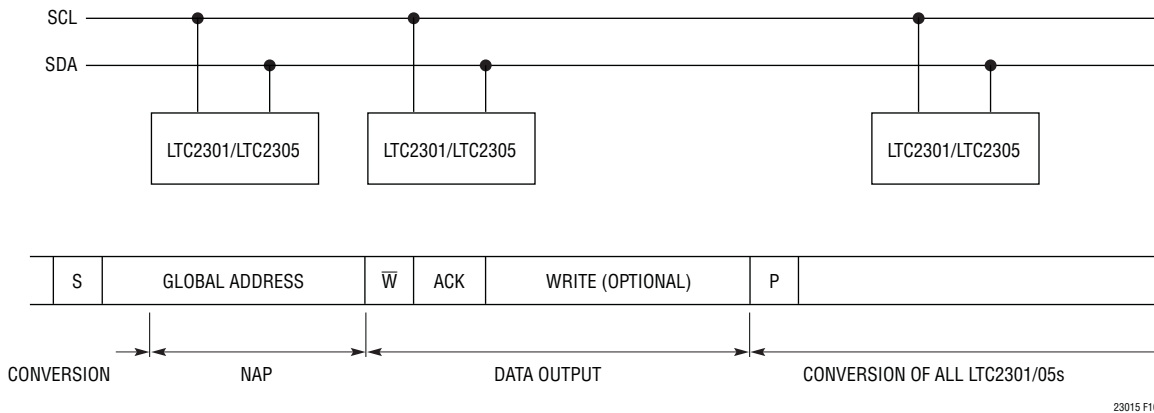 SCL
SDA
LTC2301/LTC2305 LTC2301/LTC2305 LTC2301/LTC2305
S GLOBAL ADDRESS W̅ ACK WRITE (OPTIONAL) P
CONVERSION NAP DATA OUTPUT CONVERSION OF ALL LTC2301/05s